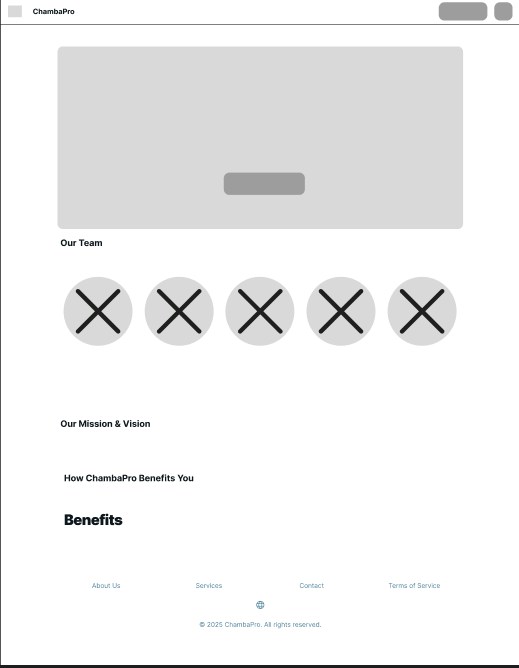 ChambaPro
Our Team
Our Mission & Vision
How ChambaPro Benefits You
Benefits
About Us Services Contact Terms of Service
© 2025 ChambaPro. All rights reserved.